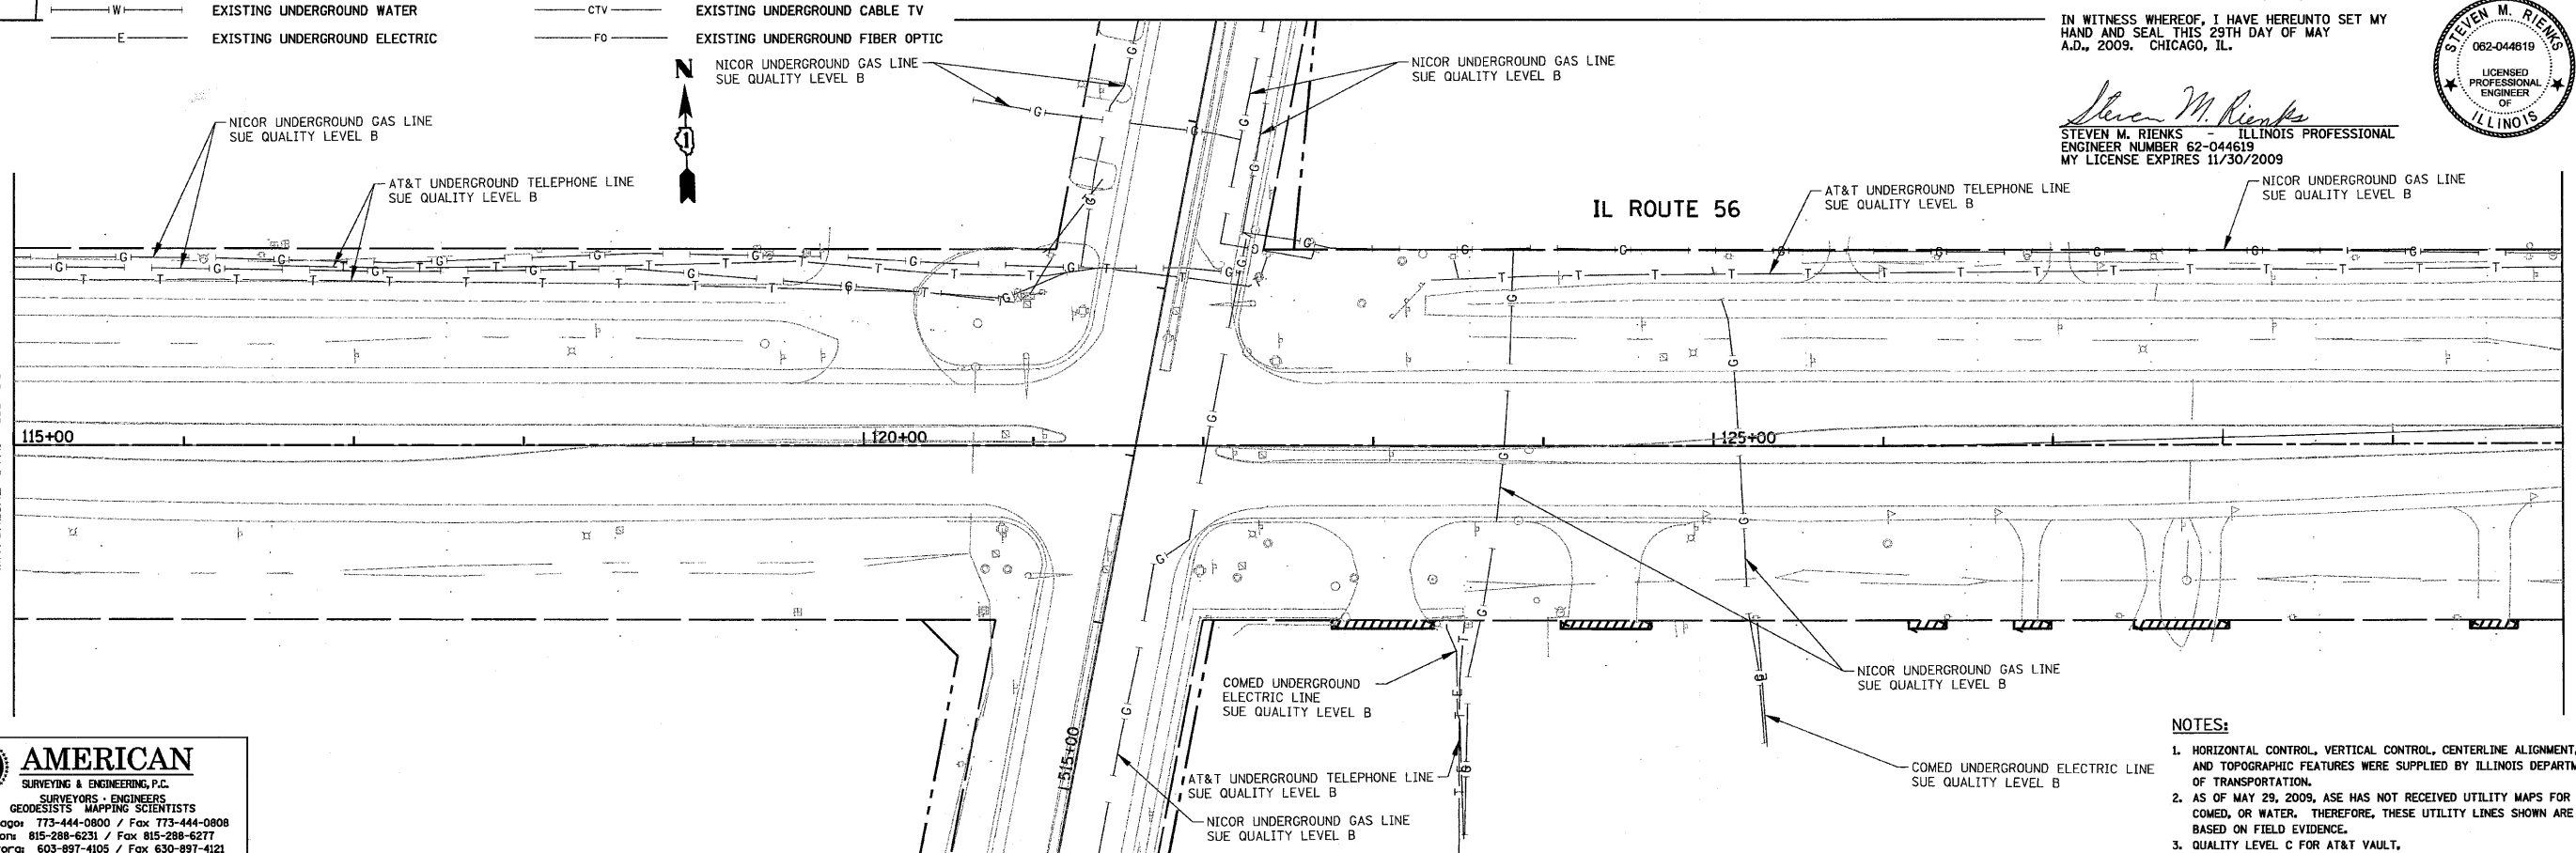 W EXISTING UNDERGROUND WATER
CTV EXISTING UNDERGROUND CABLE TV
E EXISTING UNDERGROUND ELECTRIC
FO EXISTING UNDERGROUND FIBER OPTIC
IN WITNESS WHEREOF, I HAVE HEREUNTO SET MY
HAND AND SEAL THIS 29TH DAY OF MAY
A.D., 2009. CHICAGO, IL.
STEVEN M. RIENKS
062-044619
LICENSED
PROFESSIONAL
ENGINEER
OF
ILLINOIS
Steven M. Rienks
STEVEN M. RIENKS - ILLINOIS PROFESSIONAL
ENGINEER NUMBER 62-044619
MY LICENSE EXPIRES 11/30/2009
N
1
NICOR UNDERGROUND GAS LINE
SUE QUALITY LEVEL B
NICOR UNDERGROUND GAS LINE
SUE QUALITY LEVEL B
NICOR UNDERGROUND GAS LINE
SUE QUALITY LEVEL B
AT&T UNDERGROUND TELEPHONE LINE
SUE QUALITY LEVEL B
IL ROUTE 56
AT&T UNDERGROUND TELEPHONE LINE
SUE QUALITY LEVEL B
NICOR UNDERGROUND GAS LINE
SUE QUALITY LEVEL B
115+00
120+00
125+00
515+00
COMED UNDERGROUND
ELECTRIC LINE
SUE QUALITY LEVEL B
NICOR UNDERGROUND GAS LINE
SUE QUALITY LEVEL B
AT&T UNDERGROUND TELEPHONE LINE
SUE QUALITY LEVEL B
COMED UNDERGROUND ELECTRIC LINE
SUE QUALITY LEVEL B
NICOR UNDERGROUND GAS LINE
SUE QUALITY LEVEL B
AMERICAN
SURVEYING & ENGINEERING, P.C.
SURVEYORS · ENGINEERS
GEODESISTS MAPPING SCIENTISTS
ago: 773-444-0800 / Fax 773-444-0808
on: 815-288-6231 / Fax 815-288-6277
ora: 603-897-4105 / Fax 630-897-4121
NOTES:
1. HORIZONTAL CONTROL, VERTICAL CONTROL, CENTERLINE ALIGNMENT,
AND TOPOGRAPHIC FEATURES WERE SUPPLIED BY ILLINOIS DEPARTM
OF TRANSPORTATION.
2. AS OF MAY 29, 2009, ASE HAS NOT RECEIVED UTILITY MAPS FOR
COMED, OR WATER. THEREFORE, THESE UTILITY LINES SHOWN ARE
BASED ON FIELD EVIDENCE.
3. QUALITY LEVEL C FOR AT&T VAULT.